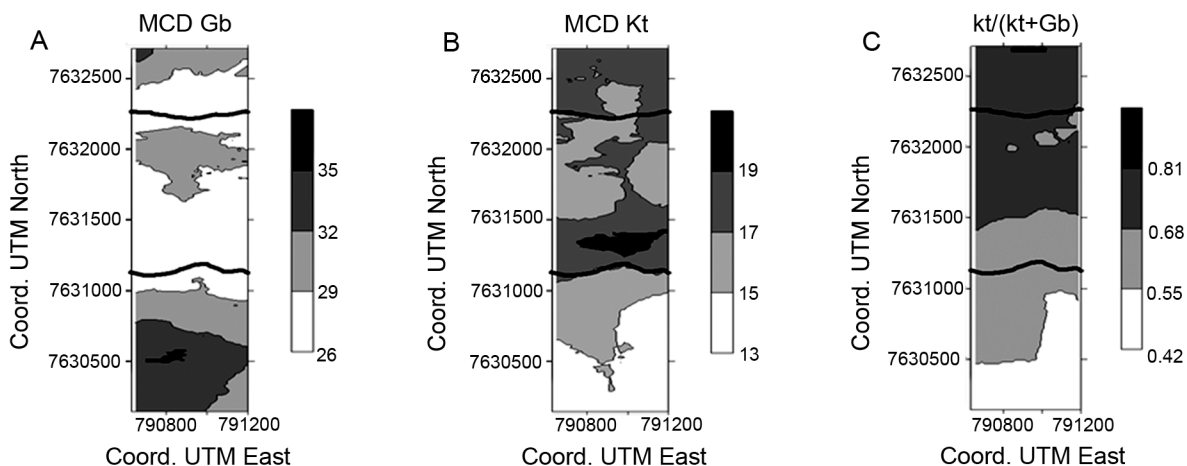 MCD Gb
MCD Kt
kt/(kt+Gb)
A
B
C
Coord. UTM North
7632500
7632000
7631500
7631000
7630500
790800 791200
Coord. UTM East
35
32
29
26
Coord. UTM North
7632500
7632000
7631500
7631000
7630500
790800 791200
Coord. UTM East
19
17
15
13
Coord. UTM North
7632500
7632000
7631500
7631000
7630500
790800 791200
Coord. UTM East
0.81
0.68
0.55
0.42